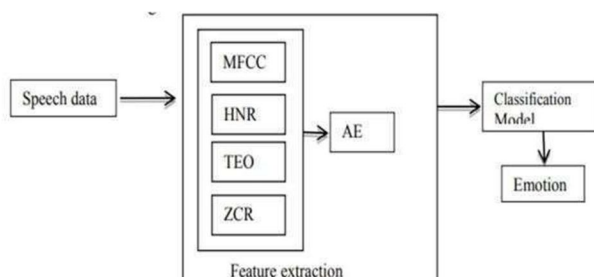 Speech data
MFCC
HNR
TEO
ZCR
AE
Feature extraction
Classification
Model
Emotion